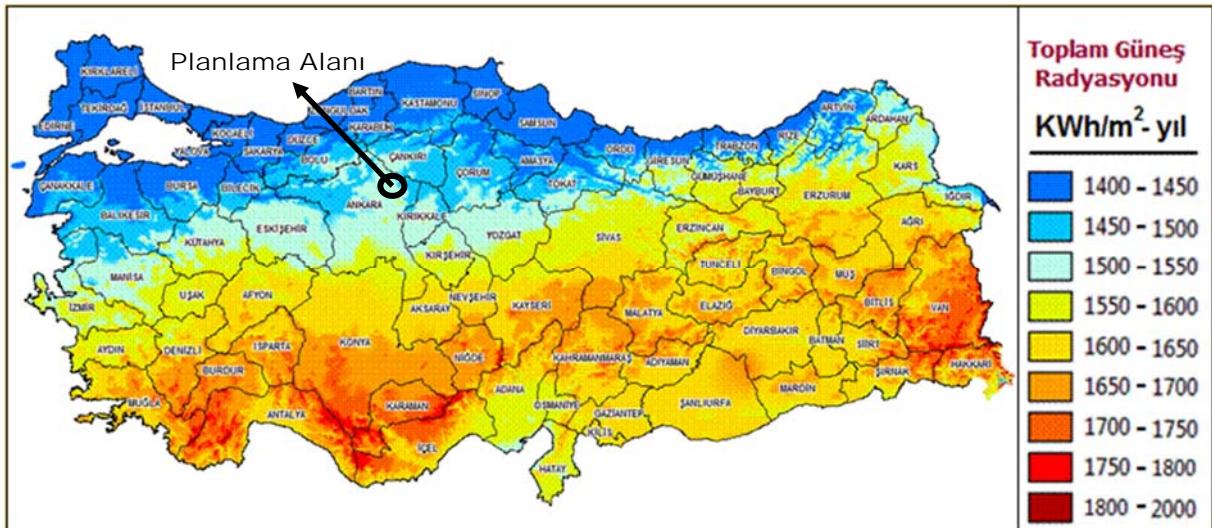 Planlama Alanı
KIRKLARELİ
TEKİRDAĞ
İSTANBUL
EDİRNE
KOCAELİ
YALOVA
SAKARYA
DÜZCE
BOLU
BARTIN
KARABÜK
KASTAMONU
SİNOP
SAMSUN
ÇANKIRI
ÇORUM
AMASYA
TOKAT
ORDU
GİRESUN
TRABZON
RİZE
ARTVİN
ARDAHAN
KARS
GÜMÜŞHANE
BAYBURT
ERZURUM
IĞDIR
AĞRI
ÇANAKKALE
BURSA
BİLECİK
BALIKESİR
ESKİŞEHİR
ANKARA
KIRIKKALE
YOZGAT
KIRŞEHİR
SİVAS
ERZİNCAN
TUNCELİ
BİNGÖL
MUŞ
BİTLİS
VAN
KÜTAHYA
MANİSA
UŞAK
AFYON
İZMİR
AKSARAY
NEVŞEHİR
KAYSERİ
MALATYA
ELAZIĞ
DİYARBAKIR
BATMAN
SİİRT
ŞIRNAK
HAKKARİ
AYDIN
DENİZLİ
ISPARTA
BURDUR
KONYA
NİĞDE
KAHRAMANMARAŞ
ADIYAMAN
MARDİN
ŞANLIURFA
MUĞLA
ANTALYA
KARAMAN
İÇEL
ADANA
OSMANİYE
GAZİANTEP
KİLİS
HATAY
Toplam Güneş
Radyasyonu
KWh/m²- yıl
1400 - 1450
1450 - 1500
1500 - 1550
1550 - 1600
1600 - 1650
1650 - 1700
1700 - 1750
1750 - 1800
1800 - 2000